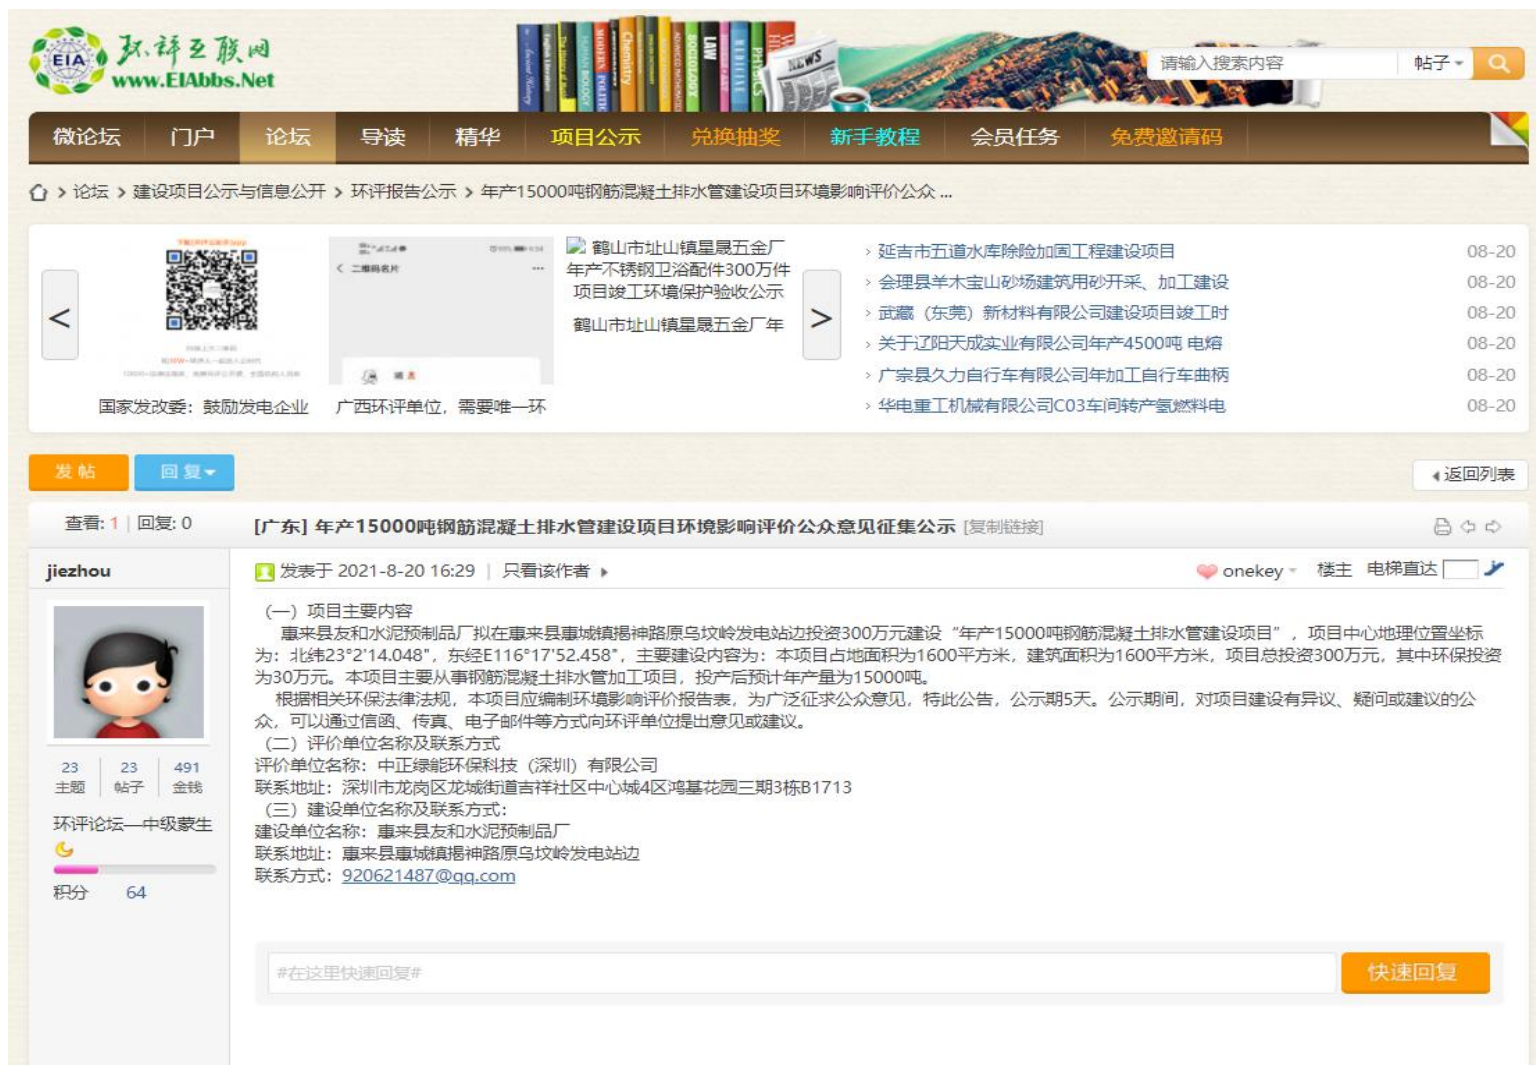 EIA
环评互联网
www.EIAbbs.Net
Chemistry
LAW
SOCIOLOGY
PHYSICS
NEWS
请输入搜索内容 帖子
微论坛 门户 论坛 导读 精华 项目公示 兑换抽奖 新手教程 会员任务 免费邀请码
> 论坛 > 建设项目公示与信息公开 > 环评报告公示 > 年产15000吨钢筋混凝土排水管建设项目环境影响评价公众 ...
<
二维码名片
国家发改委：鼓励发电企业
广西环评单位，需要唯一环
鹤山市址山镇星晟五金厂
年产不锈钢卫浴配件300万件
项目竣工环境保护验收公示
鹤山市址山镇星晟五金厂年
>
延吉市五道水库除险加固工程建设项目 08-20
会理县羊木宝山砂场建筑用砂开采、加工建设 08-20
武藏（东莞）新材料有限公司建设项目竣工时 08-20
关于辽阳天成实业有限公司年产4500吨 电熔 08-20
广宗县久力自行车有限公司年加工自行车曲柄 08-20
华电重工机械有限公司C03车间转产氢燃料电 08-20
发帖 回复
返回列表
查看: 1 | 回复: 0
[广东] 年产15000吨钢筋混凝土排水管建设项目环境影响评价公众意见征集公示 [复制链接]
jiezhou
发表于 2021-8-20 16:29 | 只看该作者
onekey 楼主 电梯直达
23 23 491
主题 帖子 金钱
环评论坛—中级蒙生
积分 64
（一）项目主要内容
惠来县友和水泥预制品厂拟在惠来县惠城镇揭神路原乌坟岭发电站边投资300万元建设“年产15000吨钢筋混凝土排水管建设项目”，项目中心地理位置坐标
为：北纬23°2'14.048"，东经E116°17'52.458"，主要建设内容为：本项目占地面积为1600平方米，建筑面积为1600平方米，项目总投资300万元，其中环保投资
为30万元。本项目主要从事钢筋混凝土排水管加工项目，投产后预计年产量为15000吨。
根据相关环保法律法规，本项目应编制环境影响评价报告表，为广泛征求公众意见，特此公告，公示期5天。公示期间，对项目建设有异议、疑问或建议的公
众，可以通过信函、传真、电子邮件等方式向环评单位提出意见或建议。
（二）评价单位名称及联系方式
评价单位名称：中正绿能环保科技（深圳）有限公司
联系地址：深圳市龙岗区龙城街道吉祥社区中心城4区鸿基花园三期3栋B1713
（三）建设单位名称及联系方式：
建设单位名称：惠来县友和水泥预制品厂
联系地址：惠来县惠城镇揭神路原乌坟岭发电站边
联系方式：920621487@qq.com
#在这里快速回复#
快速回复